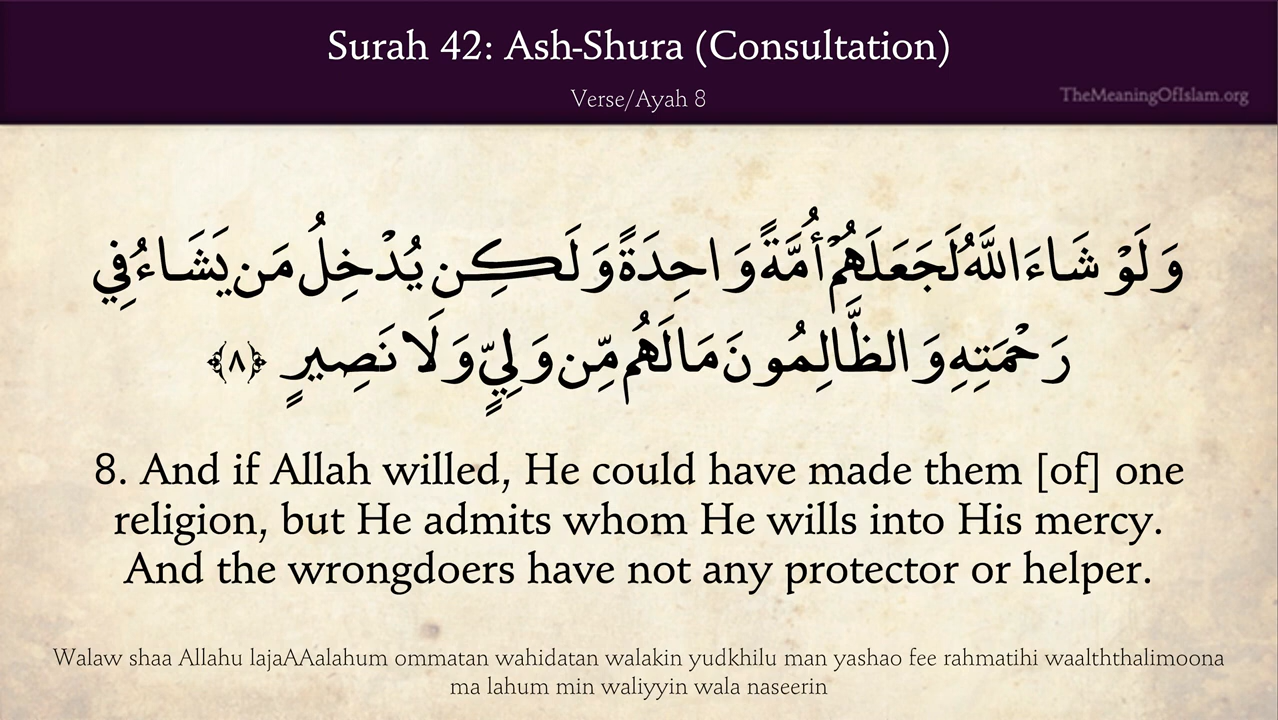 Surah 42: Ash-Shura (Consultation)
Verse/Ayah 8
TheMeaningOfIslam.org
وَلَوْ شَاءَ اللَّهُ لَجَعَلَهُمْ أُمَّةً وَاحِدَةً وَلَـكِن يُدْخِلُ مَن يَشَاءُ فِي
رَحْمَتِهِ وَالظَّالِمُونَ مَا لَهُم مِّن وَلِيٍّ وَلَا نَصِيرٍ ﴿٨﴾
8. And if Allah willed, He could have made them [of] one
religion, but He admits whom He wills into His mercy.
And the wrongdoers have not any protector or helper.
Walaw shaa Allahu lajaAAalahum ommatan wahidatan walakin yudkhilu man yashao fee rahmatihi waalththalimoona
ma lahum min waliyyin wala naseerin